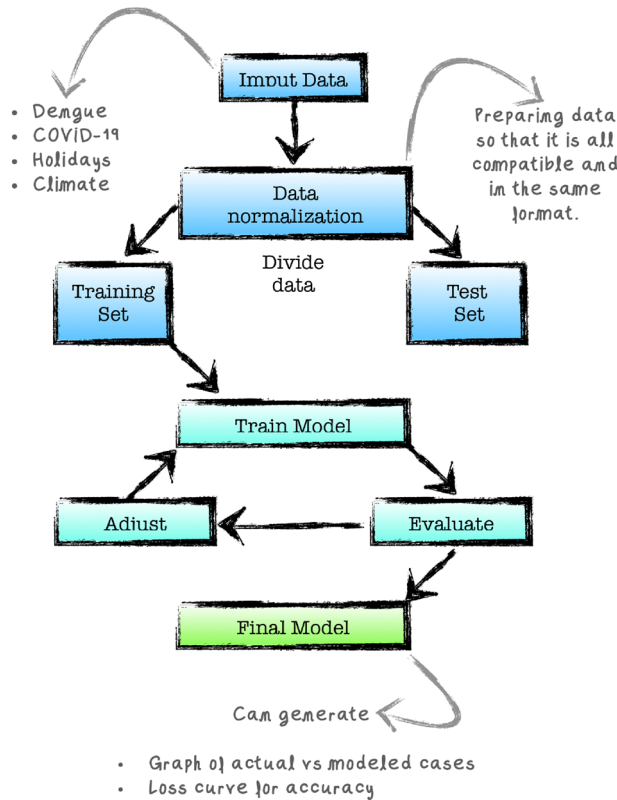 Input Data
• Dengue
• COViD-19
• Holidays
• Climate
Preparing data
so that it is all
compatible and
in the same
format.
Data
normalization
Divide
data
Training
Set
Test
Set
Train Model
Adjust
Evaluate
Final Model
Can generate
• Graph of actual vs modeled cases
• Loss curve for accuracy